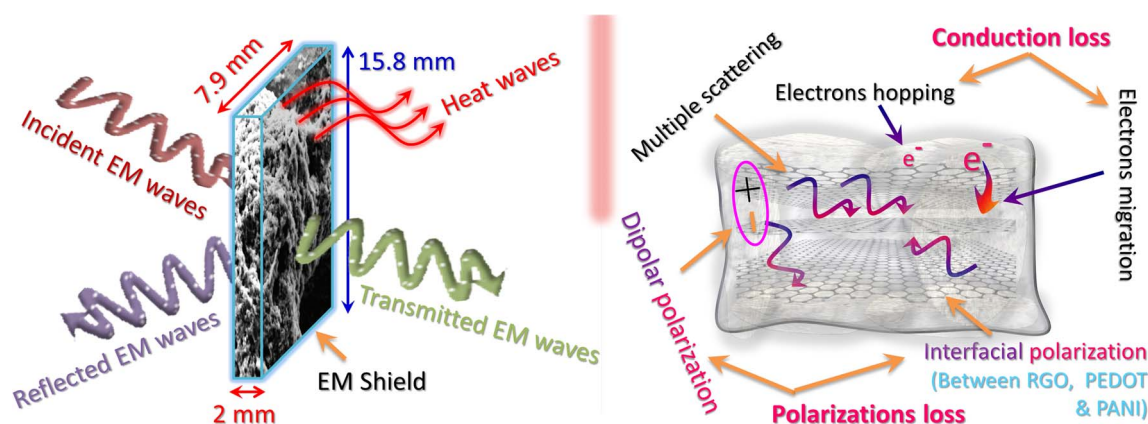 7.9 mm
15.8 mm
Heat waves
Incident EM waves
Reflected EM waves
Transmitted EM waves
EM Shield
2 mm
Conduction loss
Electrons hopping
Multiple scattering
e-
e-
Electrons migration
+
-
Dipolar polarization
Interfacial polarization
(Between RGO, PEDOT
& PANI)
Polarizations loss